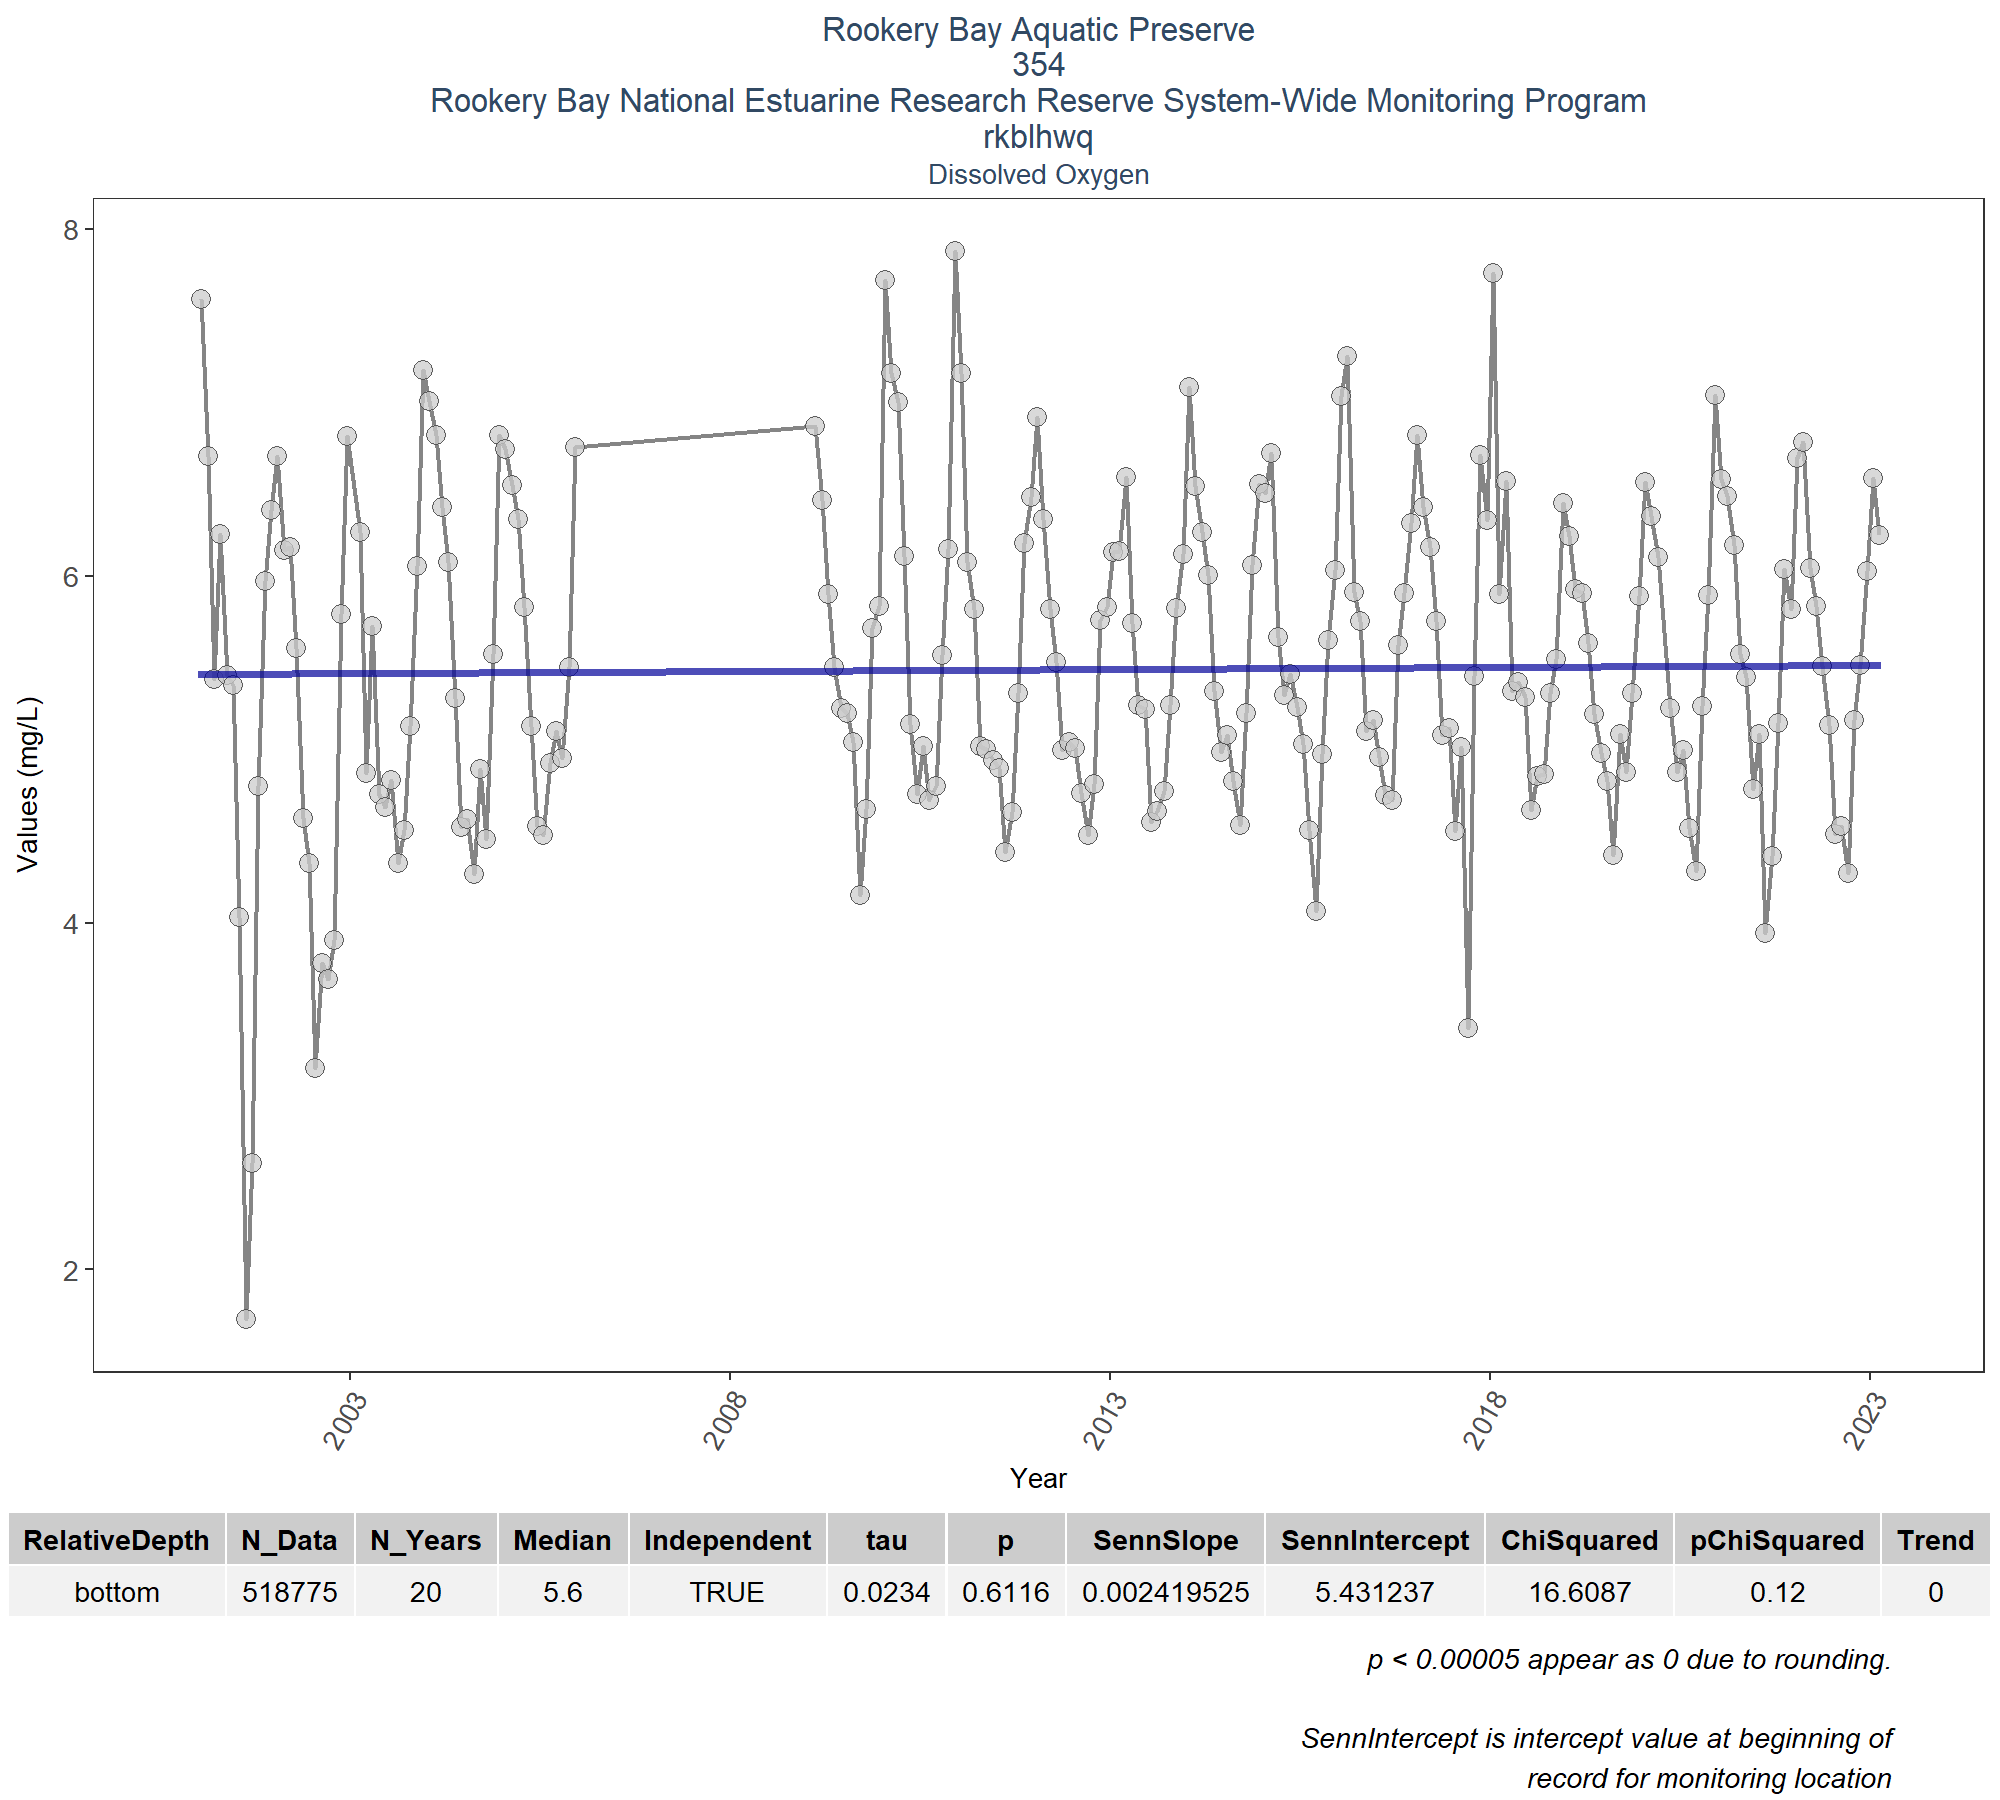 Rookery Bay Aquatic Preserve
354
Rookery Bay National Estuarine Research Reserve System-Wide Monitoring Program
rkblhwq
Dissolved Oxygen
8
6
4
2
Values (mg/L)
2003
2008
2013
2018
2023
Year
RelativeDepth N_Data N_Years Median Independent tau p SennSlope SennIntercept ChiSquared pChiSquared Trend
bottom 518775 20 5.6 TRUE 0.0234 0.6116 0.002419525 5.431237 16.6087 0.12 0
p < 0.00005 appear as 0 due to rounding.
SennIntercept is intercept value at beginning of
record for monitoring location